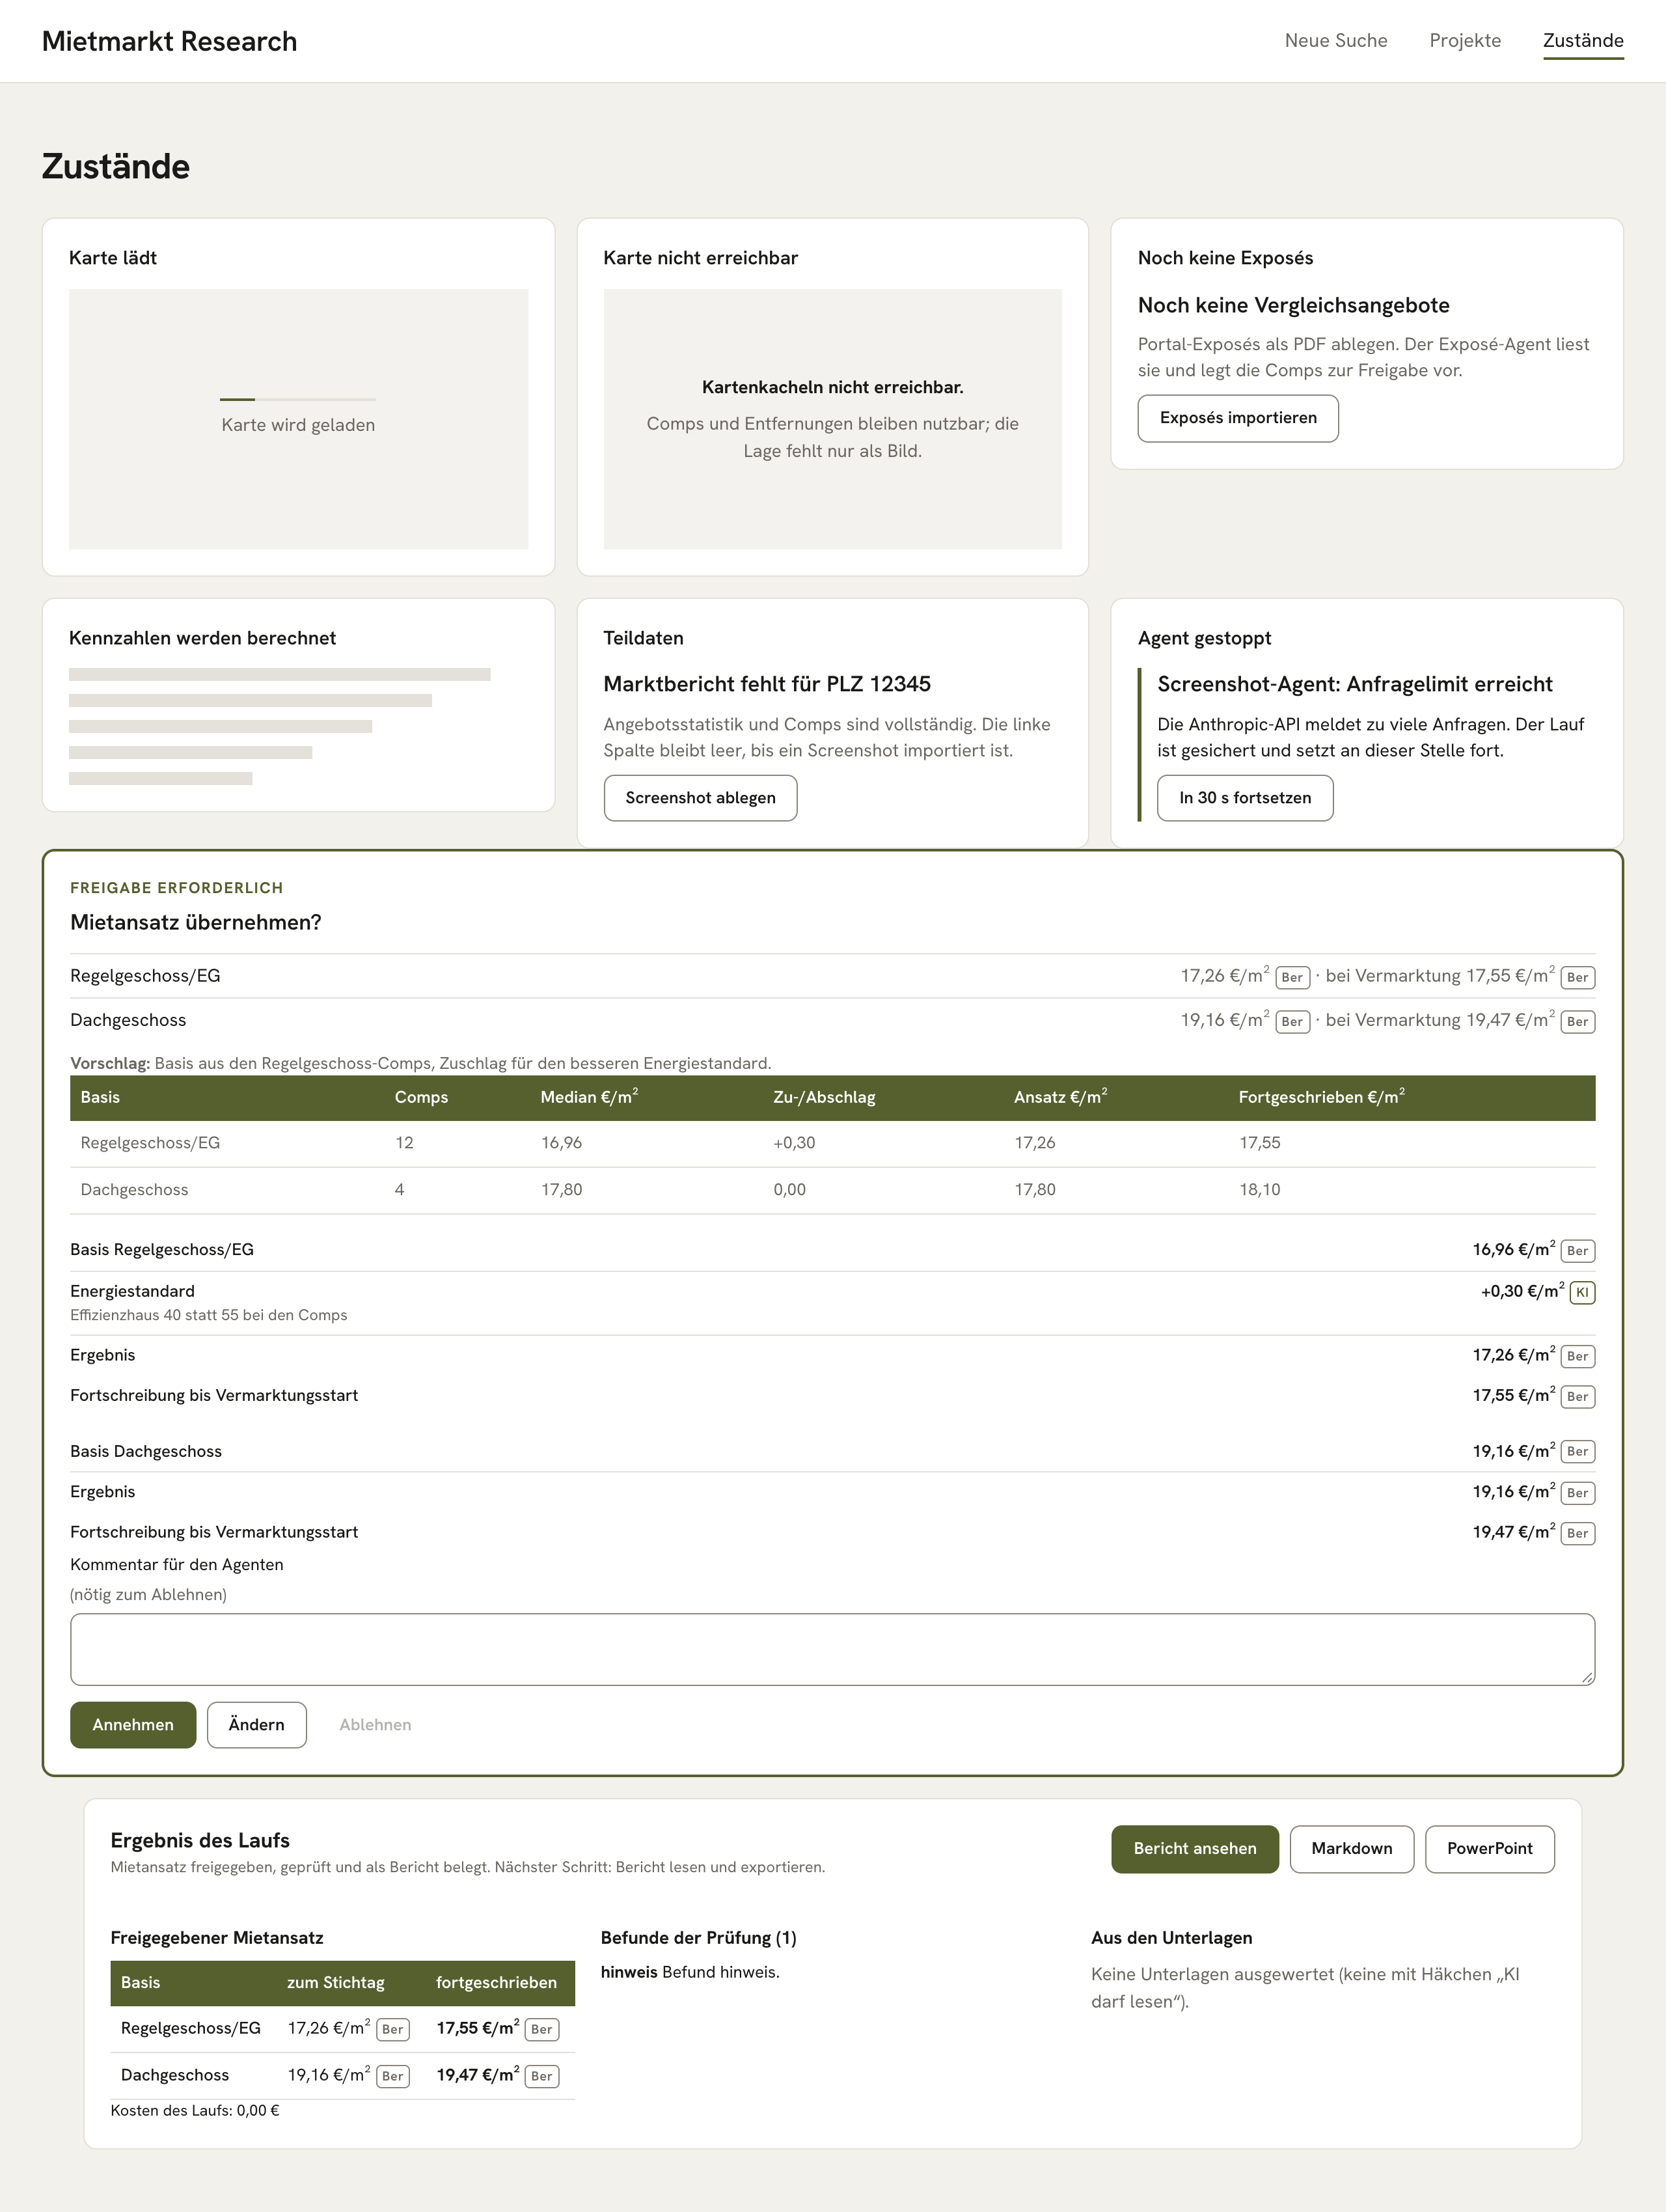 Mietmarkt Research
Neue Suche
Projekte
Zustände
Zustände
Karte lädt
Karte wird geladen
Karte nicht erreichbar
Kartenkacheln nicht erreichbar.
Comps und Entfernungen bleiben nutzbar; die
Lage fehlt nur als Bild.
Noch keine Exposés
Noch keine Vergleichsangebote
Portal-Exposés als PDF ablegen. Der Exposé-Agent liest
sie und legt die Comps zur Freigabe vor.
Exposés importieren
Kennzahlen werden berechnet
Teildaten
Marktbericht fehlt für PLZ 12345
Angebotsstatistik und Comps sind vollständig. Die linke
Spalte bleibt leer, bis ein Screenshot importiert ist.
Screenshot ablegen
Agent gestoppt
Screenshot-Agent: Anfragelimit erreicht
Die Anthropic-API meldet zu viele Anfragen. Der Lauf
ist gesichert und setzt an dieser Stelle fort.
In 30 s fortsetzen
FREIGABE ERFORDERLICH
Mietansatz übernehmen?
Regelgeschoss/EG 17,26 €/m² Ber · bei Vermarktung 17,55 €/m² Ber
Dachgeschoss 19,16 €/m² Ber · bei Vermarktung 19,47 €/m² Ber
Vorschlag: Basis aus den Regelgeschoss-Comps, Zuschlag für den besseren Energiestandard.
Basis Comps Median €/m² Zu-/Abschlag Ansatz €/m² Fortgeschrieben €/m²
Regelgeschoss/EG 12 16,96 +0,30 17,26 17,55
Dachgeschoss 4 17,80 0,00 17,80 18,10
Basis Regelgeschoss/EG 16,96 €/m² Ber
Energiestandard +0,30 €/m² KI
Effizienzhaus 40 statt 55 bei den Comps
Ergebnis 17,26 €/m² Ber
Fortschreibung bis Vermarktungsstart 17,55 €/m² Ber
Basis Dachgeschoss 19,16 €/m² Ber
Ergebnis 19,16 €/m² Ber
Fortschreibung bis Vermarktungsstart 19,47 €/m² Ber
Kommentar für den Agenten
(nötig zum Ablehnen)
Annehmen
Ändern
Ablehnen
Ergebnis des Laufs
Mietansatz freigegeben, geprüft und als Bericht belegt. Nächster Schritt: Bericht lesen und exportieren.
Bericht ansehen
Markdown
PowerPoint
Freigegebener Mietansatz
Basis zum Stichtag fortgeschrieben
Regelgeschoss/EG 17,26 €/m² Ber 17,55 €/m² Ber
Dachgeschoss 19,16 €/m² Ber 19,47 €/m² Ber
Kosten des Laufs: 0,00 €
Befunde der Prüfung (1)
hinweis Befund hinweis.
Aus den Unterlagen
Keine Unterlagen ausgewertet (keine mit Häkchen „KI
darf lesen“).